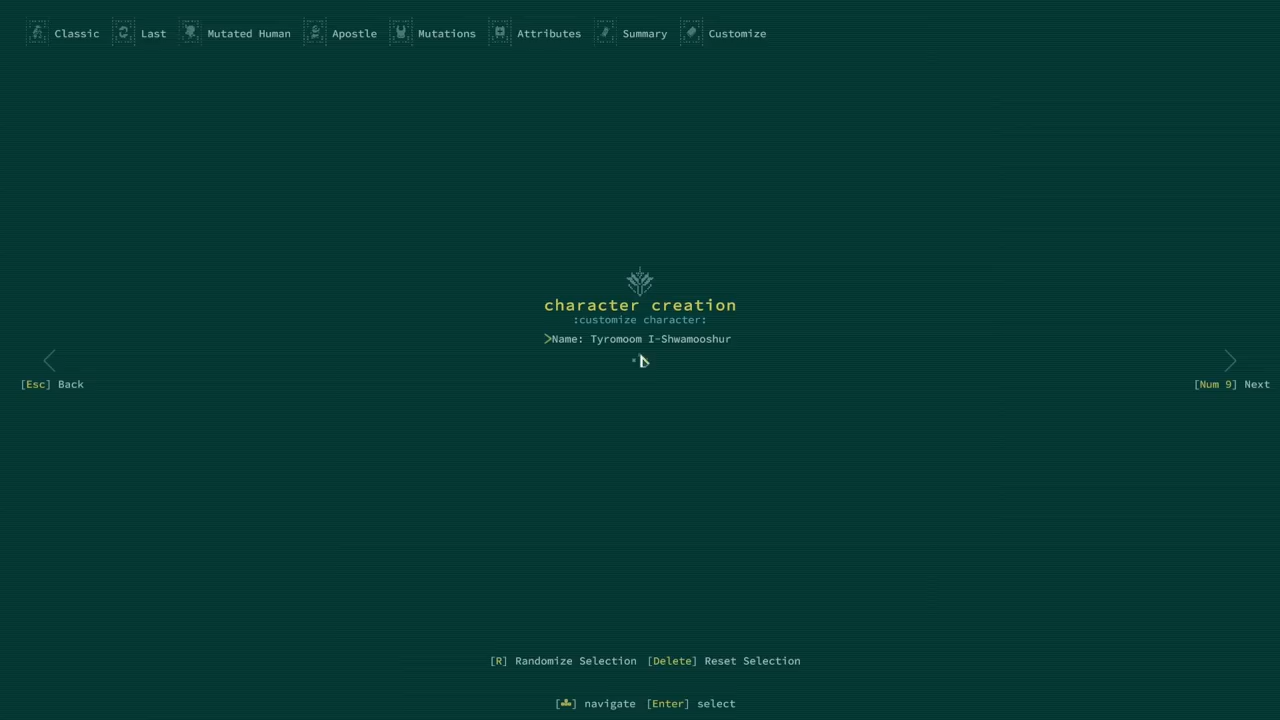 Classic Last Mutated Human Apostle Mutations Attributes Summary Customize
character creation
:customize character:
>Name: Tyromoom I-Shwamooshur
[Esc] Back
[Num 9] Next
[R] Randomize Selection [Delete] Reset Selection
[] navigate [Enter] select